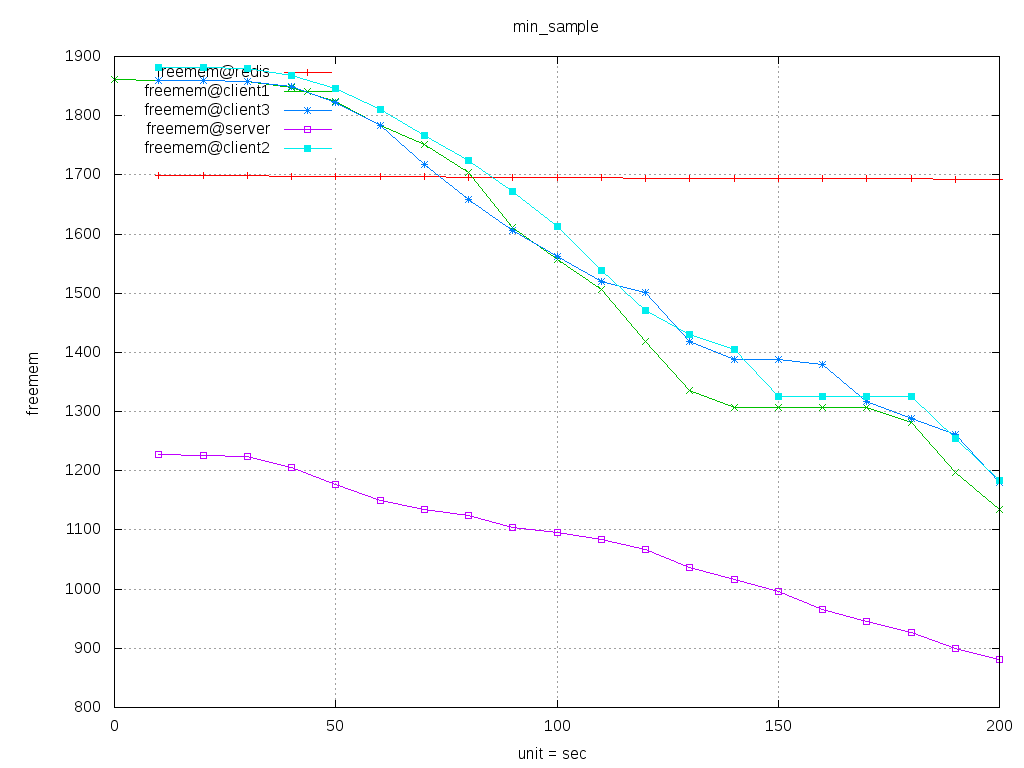 min_sample
1900
1800
1700
1600
1500
1400
1300
1200
1100
1000
900
800
freemem
freemem@redis
freemem@client1
freemem@client3
freemem@server
freemem@client2
0 50 100 150 200
unit = sec